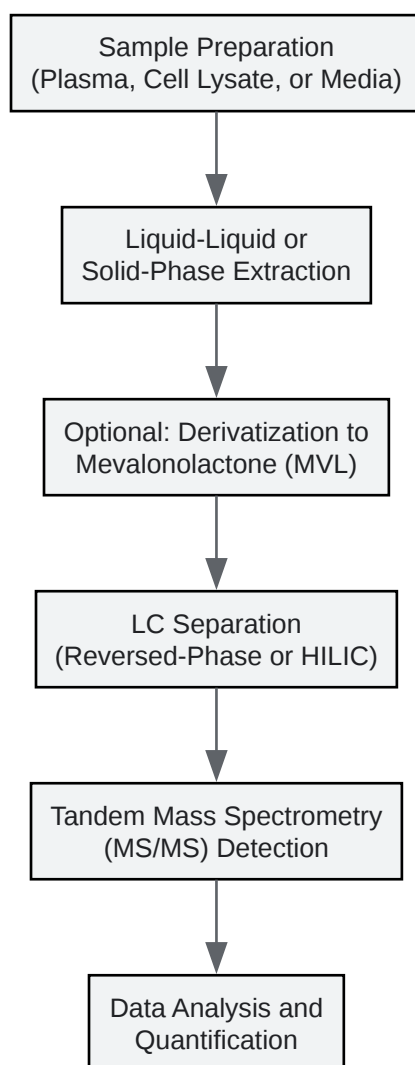 Sample Preparation
(Plasma, Cell Lysate, or Media)
Liquid-Liquid or
Solid-Phase Extraction
Optional: Derivatization to
Mevalonolactone (MVL)
LC Separation
(Reversed-Phase or HILIC)
Tandem Mass Spectrometry
(MS/MS) Detection
Data Analysis and
Quantification